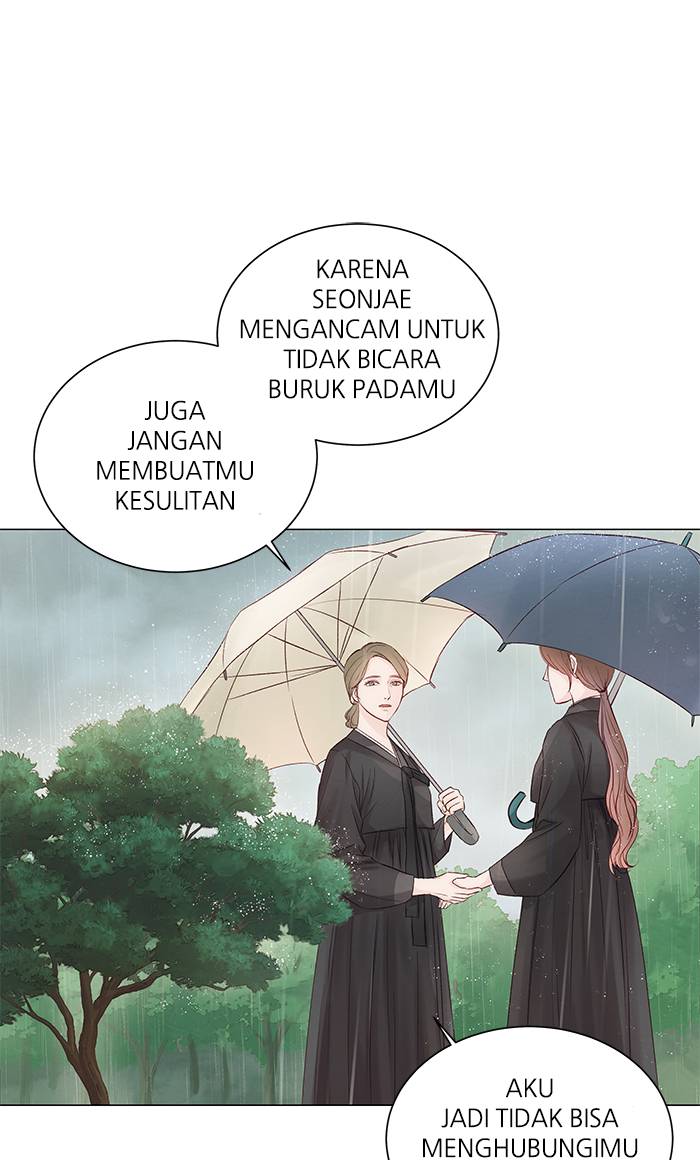 KARENA
SEONJAE
MENGANCAM UNTUK
TIDAK BICARA
BURUK PADAMU
JUGA
JANGAN
MEMBUATMU
KESULITAN
AKU
JADI TIDAK BISA
MENGHUBUNGIMU